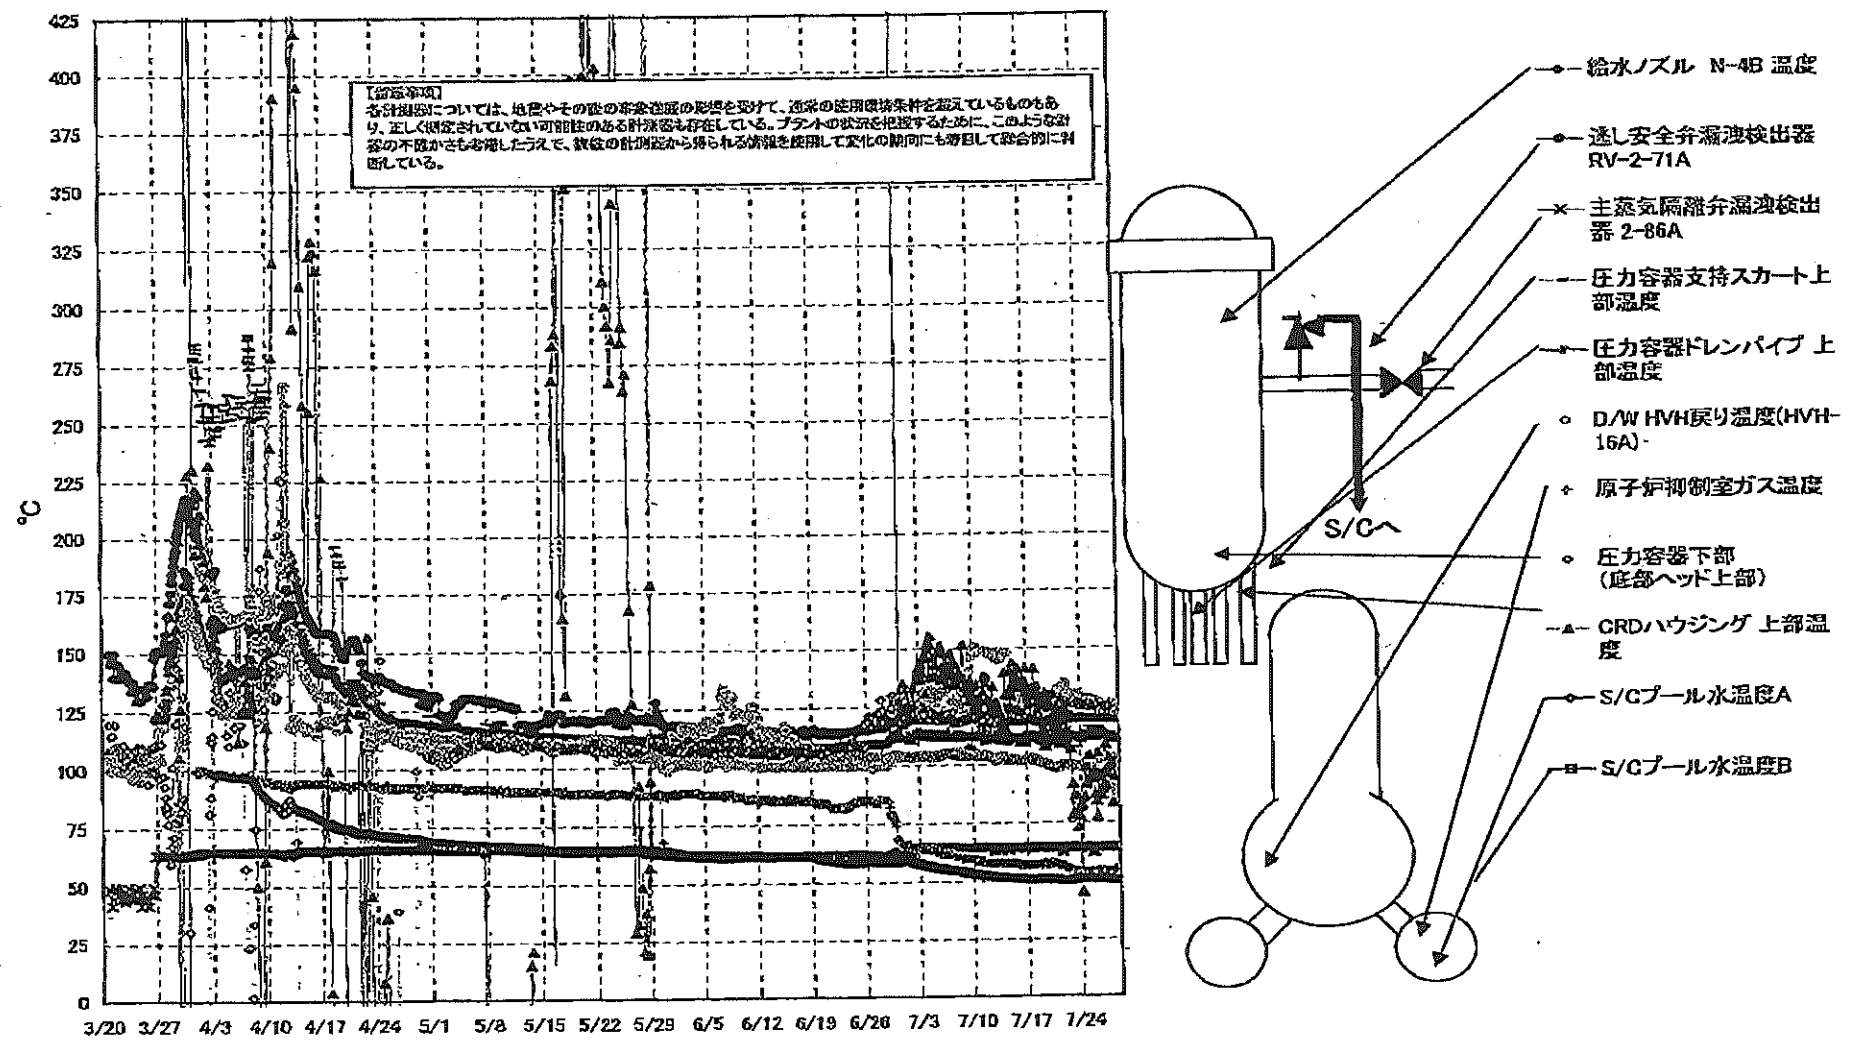 425
400
375
350
325
300
275
250
225
200
175
150
125
100
75
50
25
0
℃
3/20 3/27 4/3 4/10 4/17 4/24 5/1 5/8 5/15 5/22 5/29 6/5 6/12 6/19 6/26 7/3 7/10 7/17 7/24
各計測器については、地震やその後の事象進展の影響を受けて、通常の使用環境条件を超えているものもあ
り、正しく測定されていない可能性のある計測器も存在している。プラントの状況を把握するために、このような計
器の不確かさも考慮したうえで、複数の計測器から得られる情報を使用して変化の傾向にも着目して総合的に判
断している。
給水ノズル N-4B 温度
逃し安全弁漏洩検出器
RV-2-71A
主蒸気隔離弁漏洩検出
器 2-86A
圧力容器支持スカート上
部温度
圧力容器ドレンパイプ 上
部温度
D/W HVH戻り温度(HVH-
16A)
原子炉抑制室ガス温度
圧力容器下部
(底部ヘッド上部)
CRDハウジング 上部温
度
S/Cプール水温度A
S/Cプール水温度B
S/Cへ